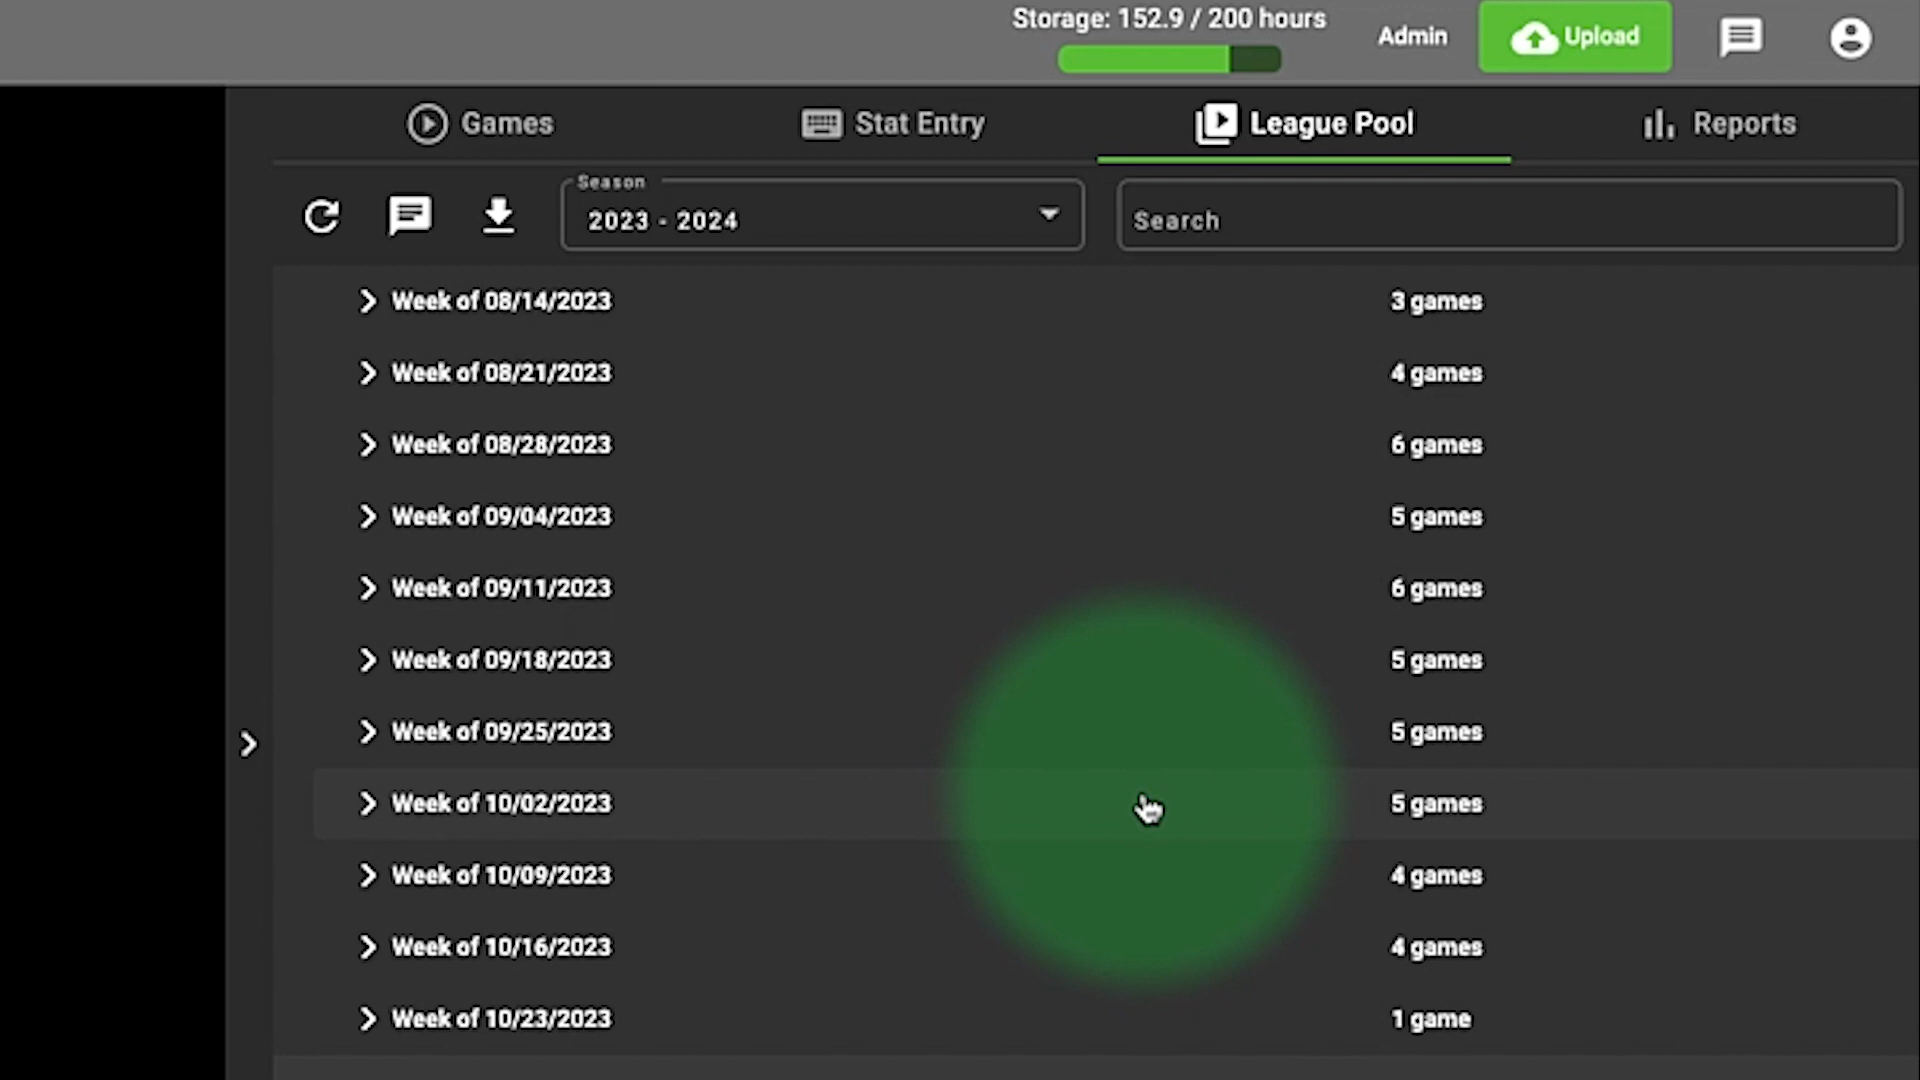 Storage: 152.9 / 200 hours
Admin
Upload
Games
Stat Entry
League Pool
Reports
Season
2023 - 2024
Search
Week of 08/14/2023 3 games
Week of 08/21/2023 4 games
Week of 08/28/2023 6 games
Week of 09/04/2023 5 games
Week of 09/11/2023 6 games
Week of 09/18/2023 5 games
Week of 09/25/2023 5 games
Week of 10/02/2023 5 games
Week of 10/09/2023 4 games
Week of 10/16/2023 4 games
Week of 10/23/2023 1 game